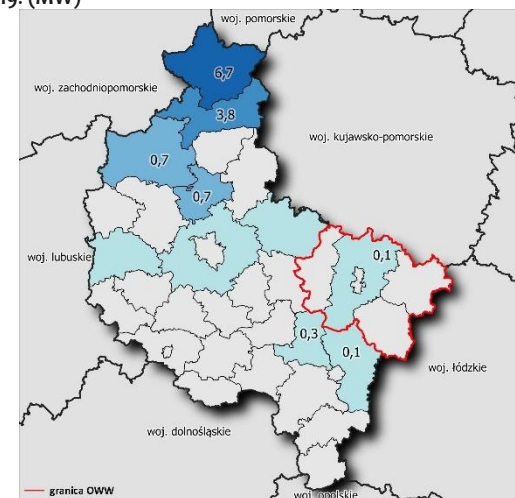 19. (MW)
woj. pomorskie
6,7
woj. zachodniopomorskie
3,8
woj. kujawsko-pomorskie
0,7
0,7
woj. lubuskie
0,1
0,3
0,1
woj. łódzkie
woj. dolnośląskie
granica OWW
woj. opolskie